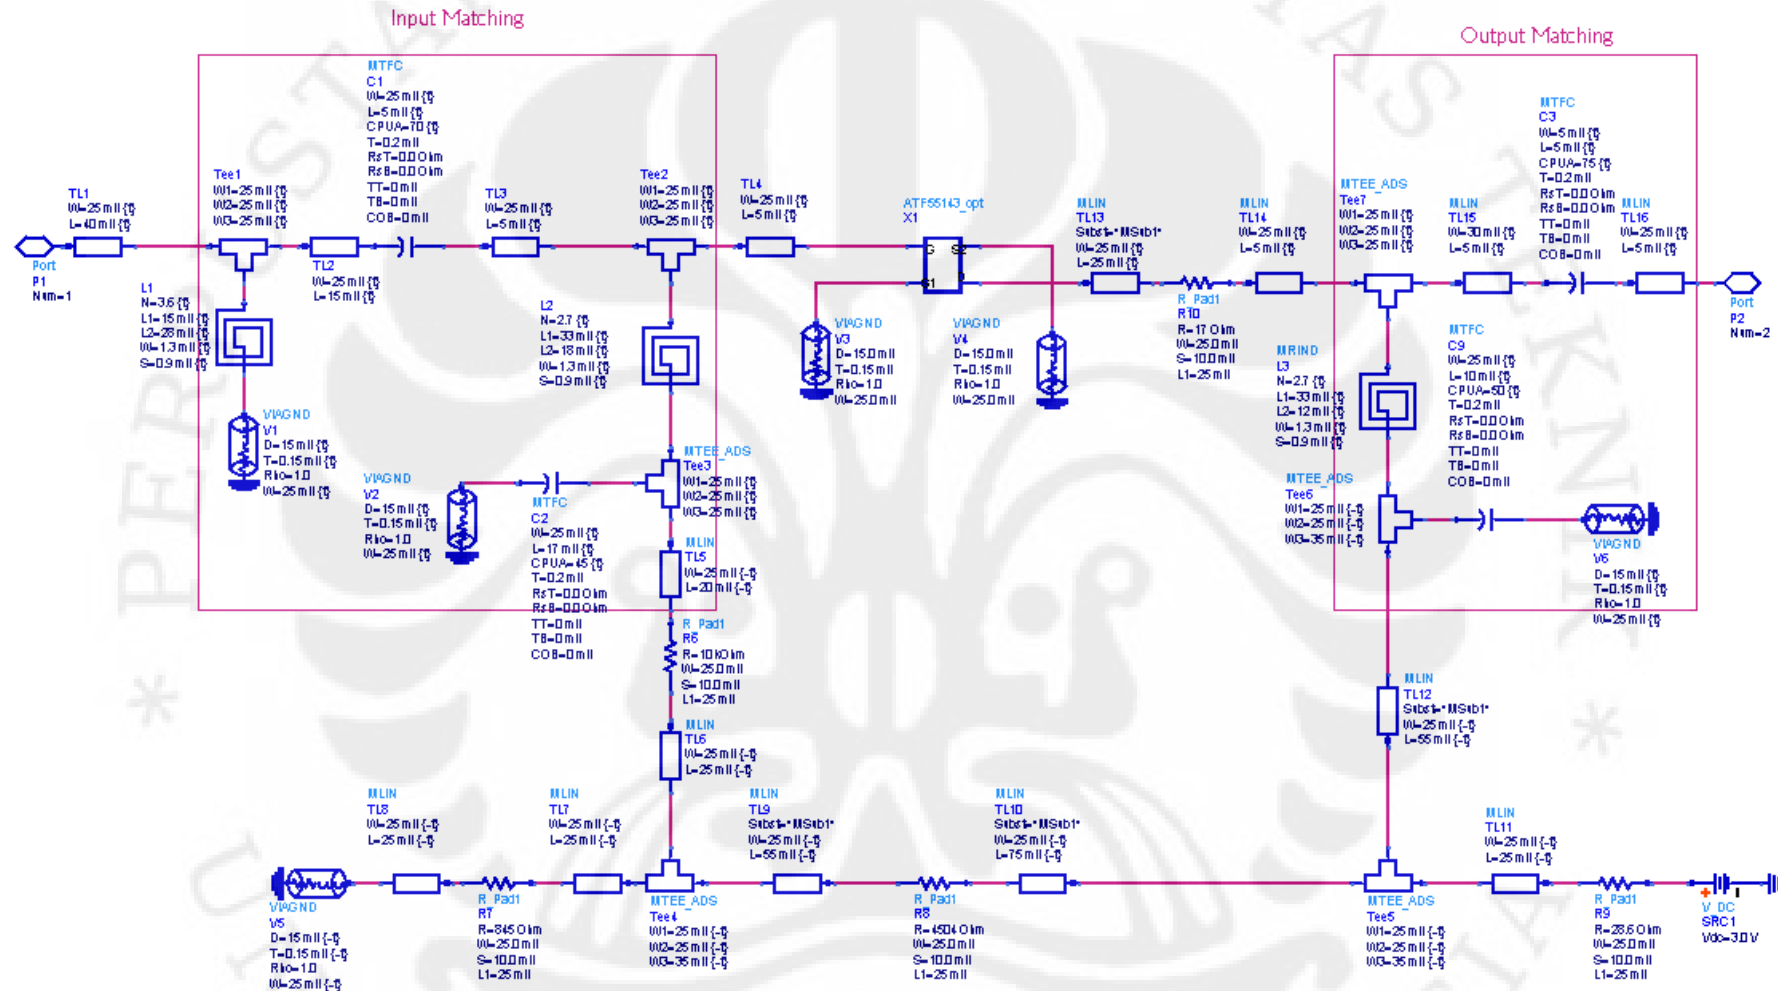 Input Matching
Output Matching
TL1
W=25 mil {t}
L=40 mil {t}
Port
P1
Num=1
Tee1
W1=25 mil {t}
W2=25 mil {t}
W3=25 mil {t}
TL2
W=25 mil {t}
L=15 mil {t}
L1
N=3.6 {t}
L1=15 mil {t}
L2=28 mil {t}
W=1.3 mil {t}
S=0.9 mil {t}
VIAGND
V1
D=15 mil {t}
T=0.15 mil {t}
Rho=1.0
W=25 mil {t}
MTFC
C1
W=25 mil {t}
L=5 mil {t}
CPUA=70 {t}
T=0.2 mil
RsT=0.0 Ohm
RsB=0.0 Ohm
TT=0 mil
TB=0 mil
COB=0 mil
TL3
W=25 mil {t}
L=5 mil {t}
Tee2
W1=25 mil {t}
W2=25 mil {t}
W3=25 mil {t}
L2
N=2.7 {t}
L1=33 mil {t}
L2=18 mil {t}
W=1.3 mil {t}
S=0.9 mil {t}
VIAGND
V2
D=15 mil {t}
T=0.15 mil {t}
Rho=1.0
W=25 mil {t}
MTFC
C2
W=25 mil {t}
L=17 mil {t}
CPUA=45 {t}
T=0.2 mil
RsT=0.0 Ohm
RsB=0.0 Ohm
TT=0 mil
TB=0 mil
COB=0 mil
MTEE_ADS
Tee3
W1=25 mil {t}
W2=25 mil {t}
W3=25 mil {t}
MLIN
TL5
W=25 mil {-t}
L=20 mil {-t}
R_Pad1
R6
R=10 kOhm
W=25.0 mil
S=10.0 mil
L1=25 mil
MLIN
TL6
W=25 mil {-t}
L=25 mil {-t}
TL4
W=25 mil {t}
L=5 mil {t}
ATF55143_opt
X1
G
S2
S1
VIAGND
V3
D=15.0 mil
T=0.15 mil
Rho=1.0
W=25.0 mil
VIAGND
V4
D=15.0 mil
T=0.15 mil
Rho=1.0
W=25.0 mil
MLIN
TL13
Subst="MSub1"
W=25 mil {t}
L=25 mil {t}
R_Pad1
R10
R=17 Ohm
W=25.0 mil
S=10.0 mil
L1=25 mil
MLIN
TL14
W=25 mil {t}
L=5 mil {t}
MTEE_ADS
Tee7
W1=25 mil {t}
W2=25 mil {t}
W3=25 mil {t}
MLIN
TL15
W=30 mil {t}
L=5 mil {t}
MTFC
C3
W=5 mil {t}
L=5 mil {t}
CPUA=75 {t}
T=0.2 mil
RsT=0.0 Ohm
RsB=0.0 Ohm
TT=0 mil
TB=0 mil
COB=0 mil
MLIN
TL16
W=25 mil {t}
L=5 mil {t}
Port
P2
Num=2
MRIND
L3
N=2.7 {t}
L1=33 mil {t}
L2=12 mil {t}
W=1.3 mil {t}
S=0.9 mil {t}
MTFC
C9
W=25 mil {t}
L=10 mil {t}
CPUA=50 {t}
T=0.2 mil
RsT=0.0 Ohm
RsB=0.0 Ohm
TT=0 mil
TB=0 mil
COB=0 mil
MTEE_ADS
Tee6
W1=25 mil {-t}
W2=25 mil {-t}
W3=35 mil {-t}
VIAGND
V6
D=15 mil {t}
T=0.15 mil {t}
Rho=1.0
W=25 mil {t}
MLIN
TL12
Subst="MSub1"
W=25 mil {-t}
L=55 mil {-t}
VIAGND
V5
D=15 mil {-t}
T=0.15 mil {-t}
Rho=1.0
W=25 mil {-t}
MLIN
TL8
W=25 mil {-t}
L=25 mil {-t}
R_Pad1
R7
R=845 Ohm
W=25.0 mil
S=10.0 mil
L1=25 mil
MLIN
TL7
W=25 mil {-t}
L=25 mil {-t}
MTEE_ADS
Tee4
W1=25 mil {-t}
W2=25 mil {-t}
W3=35 mil {-t}
MLIN
TL9
Subst="MSub1"
W=25 mil {-t}
L=55 mil {-t}
R_Pad1
R8
R=4504 Ohm
W=25.0 mil
S=10.0 mil
L1=25 mil
MLIN
TL10
Subst="MSub1"
W=25 mil {-t}
L=75 mil {-t}
MTEE_ADS
Tee5
W1=25 mil {-t}
W2=25 mil {-t}
W3=35 mil {-t}
MLIN
TL11
W=25 mil {-t}
L=25 mil {-t}
R_Pad1
R9
R=28.6 Ohm
W=25.0 mil
S=10.0 mil
L1=25 mil
V_DC
SRC1
Vdc=3.0 V